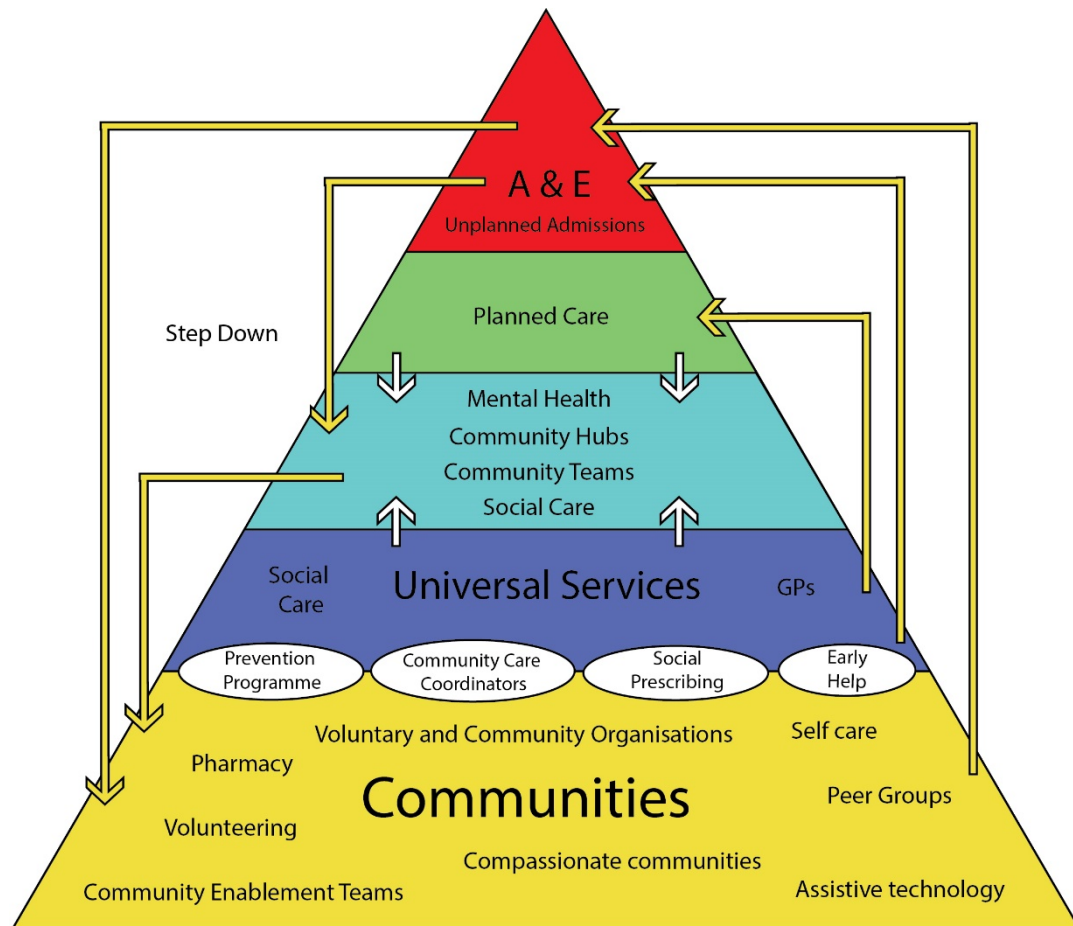 A & E
Unplanned Admissions
Step Down
Planned Care
Mental Health
Community Hubs
Community Teams
Social Care
Social
Care
Universal Services
GPs
Prevention
Programme
Community Care
Coordinators
Social
Prescribing
Early
Help
Voluntary and Community Organisations
Self care
Pharmacy
Communities
Peer Groups
Volunteering
Compassionate communities
Community Enablement Teams
Assistive technology